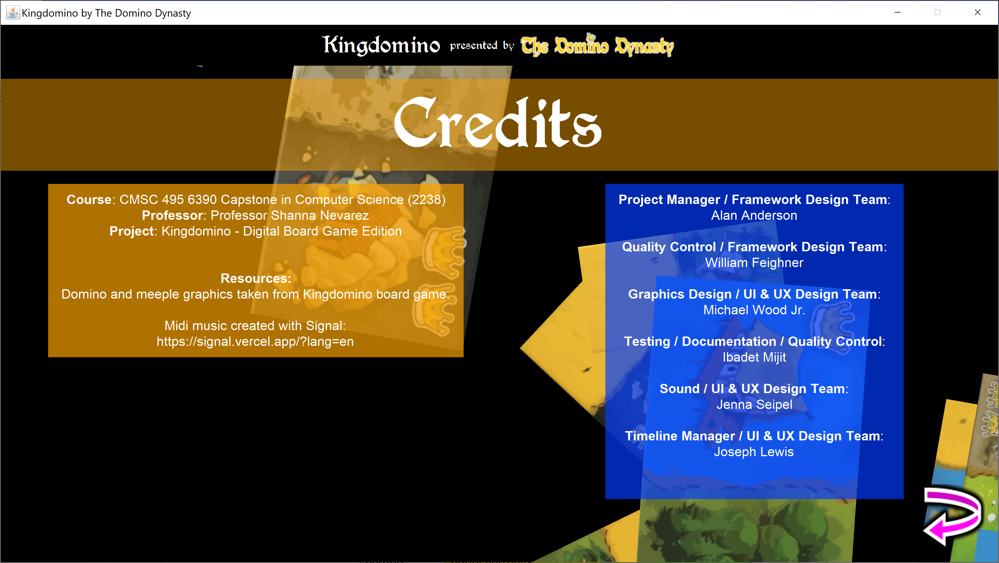 Kingdomino by The Domino Dynasty
Kingdomino presented by The Domino Dynasty
Credits
Course: CMSC 495 6390 Capstone in Computer Science (2238)
Professor: Professor Shanna Nevarez
Project: Kingdomino - Digital Board Game Edition
Resources:
Domino and meeple graphics taken from Kingdomino board game.
Midi music created with Signal:
https://signal.vercel.app/?lang=en
Project Manager / Framework Design Team:
Alan Anderson
Quality Control / Framework Design Team:
William Feighner
Graphics Design / UI & UX Design Team:
Michael Wood Jr.
Testing / Documentation / Quality Control:
Ibadet Mijit
Sound / UI & UX Design Team:
Jenna Seipel
Timeline Manager / UI & UX Design Team:
Joseph Lewis